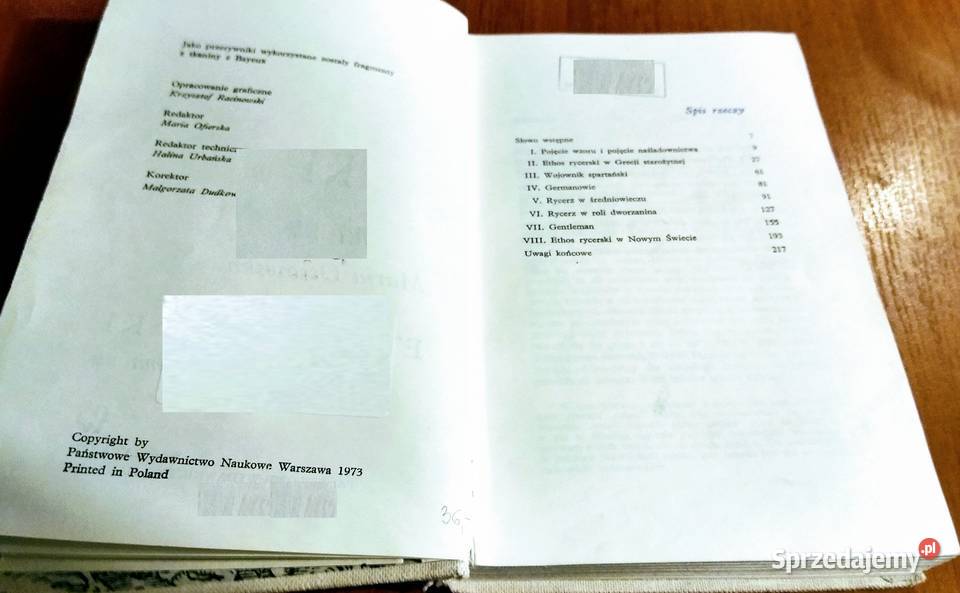 Jako przerywniki wykorzystane zostały fragmenty
z tkaniny z Bayeux
Opracowanie graficzne
Krzysztof Racinowski
Redaktor
Maria Ofierska
Redaktor technicz
Halina Urbańska
Korektor
Małgorzata Dudkow
Copyright by
Państwowe Wydawnictwo Naukowe Warszawa 1973
Printed in Poland
36,-
Spis rzeczy
Słowo wstępne 7
I. Pojęcie wzoru i pojęcie naśladownictwa 9
II. Ethos rycerski w Grecji starożytnej 27
III. Wojownik spartański 61
IV. Germanowie 81
V. Rycerz w średniowieczu 91
VI. Rycerz w roli dworzanina 127
VII. Gentleman 155
VIII. Ethos rycerski w Nowym Świecie 193
Uwagi końcowe 217
Sprzedajemy.pl